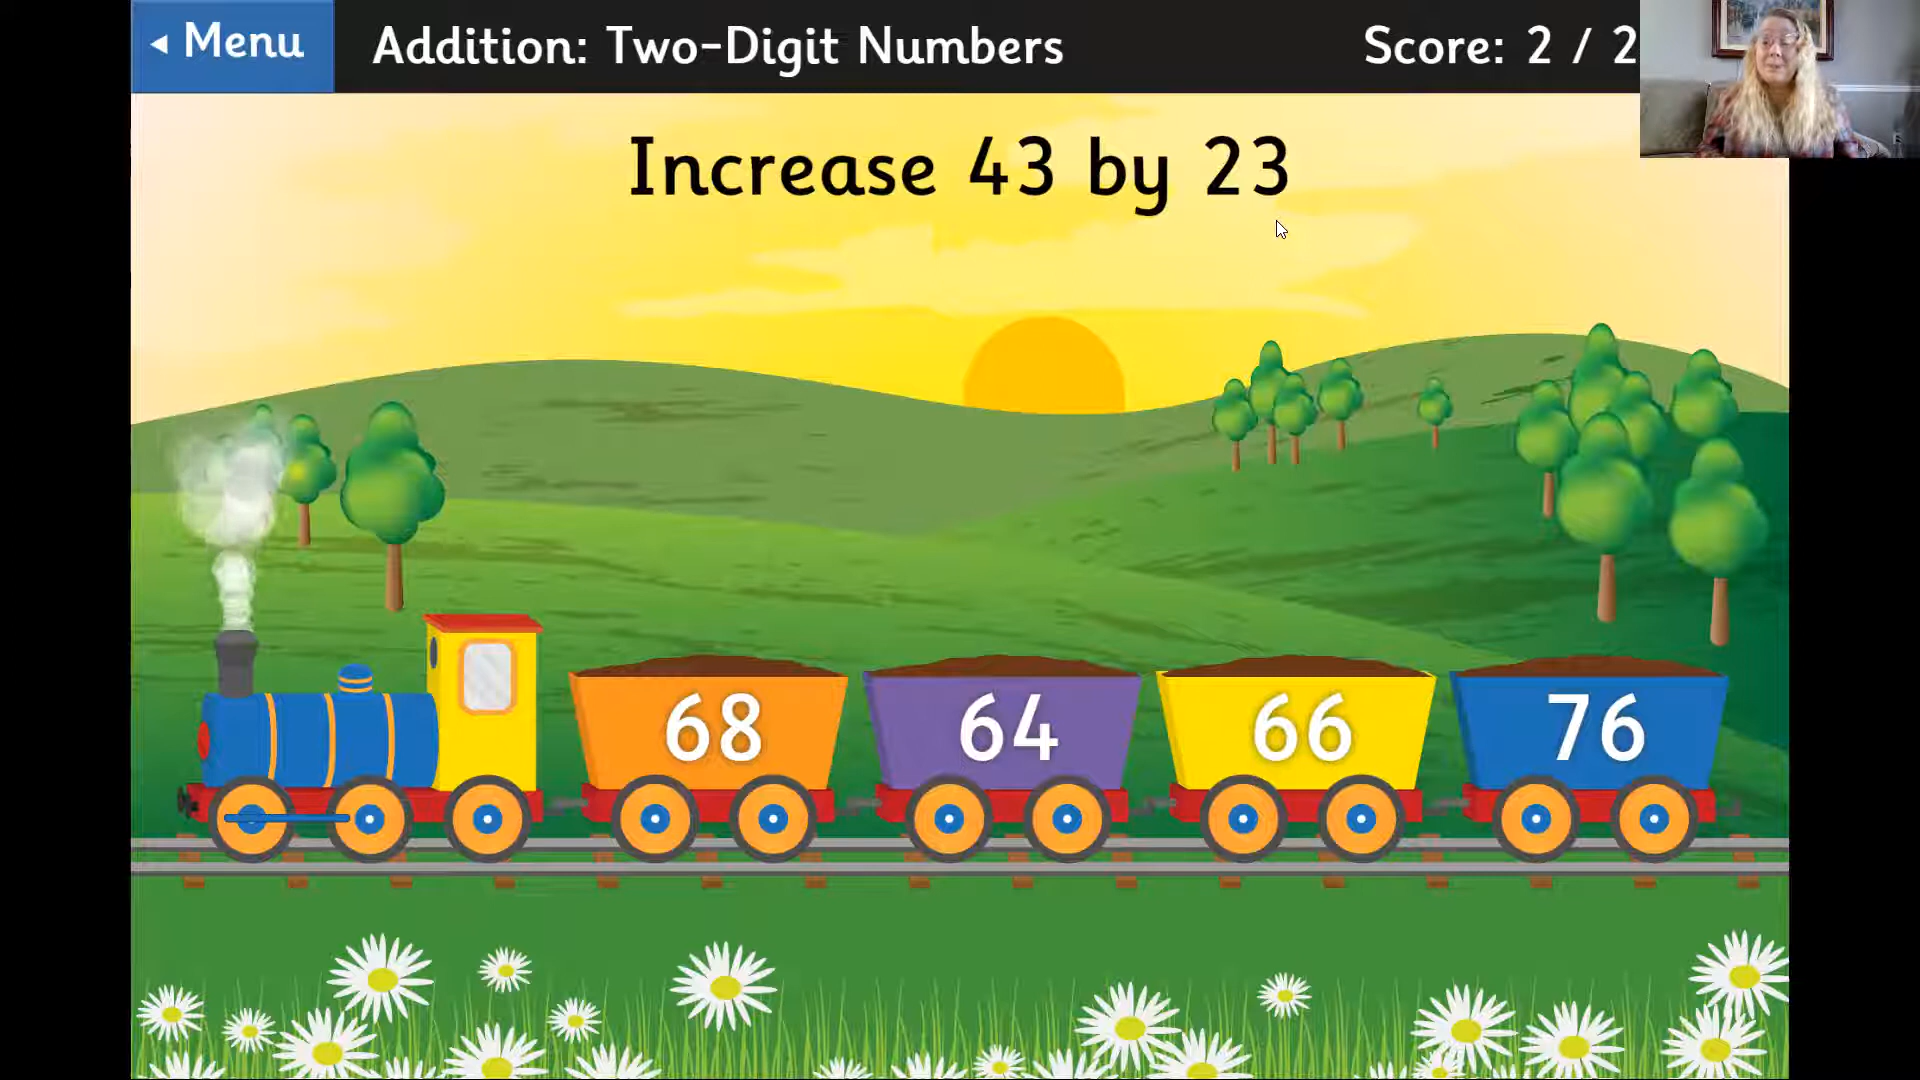 Menu
Addition: Two-Digit Numbers
Score: 2 / 2
Increase 43 by 23
68
64
66
76